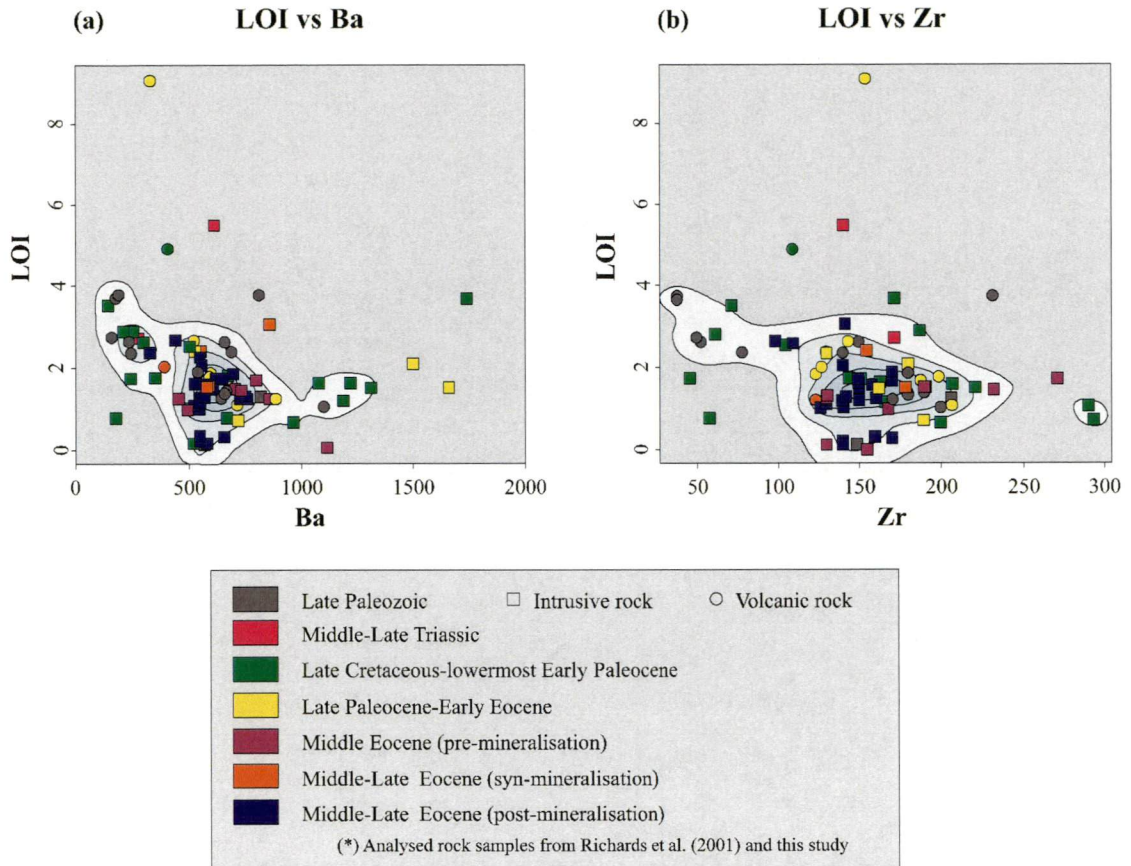 (a) LOI vs Ba
(b) LOI vs Zr
LOI
8
6
4
2
0
0 500 1000 1500 2000
Ba
LOI
8
6
4
2
0
50 100 150 200 250 300
Zr
Late Paleozoic
Intrusive rock
Volcanic rock
Middle-Late Triassic
Late Cretaceous-lowermost Early Paleocene
Late Paleocene-Early Eocene
Middle Eocene (pre-mineralisation)
Middle-Late Eocene (syn-mineralisation)
Middle-Late Eocene (post-mineralisation)
(*) Analysed rock samples from Richards et al. (2001) and this study